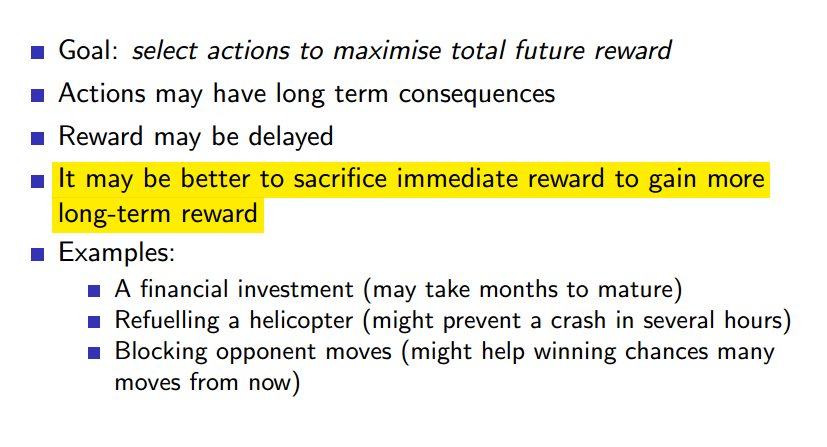 Goal: select actions to maximise total future reward
Actions may have long term consequences
Reward may be delayed
It may be better to sacrifice immediate reward to gain more
long-term reward
Examples:
A financial investment (may take months to mature)
Refuelling a helicopter (might prevent a crash in several hours)
Blocking opponent moves (might help winning chances many
moves from now)